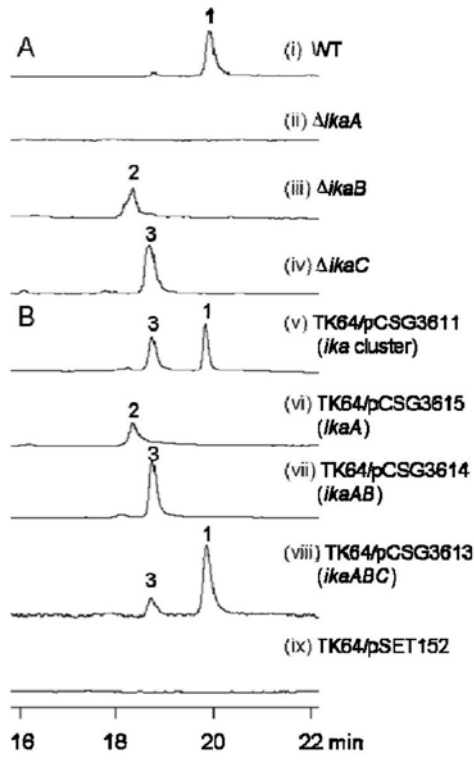 A
1
(i) WT
(ii) ΔikaA
2
(iii) ΔikaB
3
(iv) ΔikaC
B
3
1
(v) TK64/pCSG3611
(ika cluster)
2
(vi) TK64/pCSG3615
(ikaA)
3
(vii) TK64/pCSG3614
(ikaAB)
1
3
(viii) TK64/pCSG3613
(ikaABC)
(ix) TK64/pSET152
16 18 20 22 min